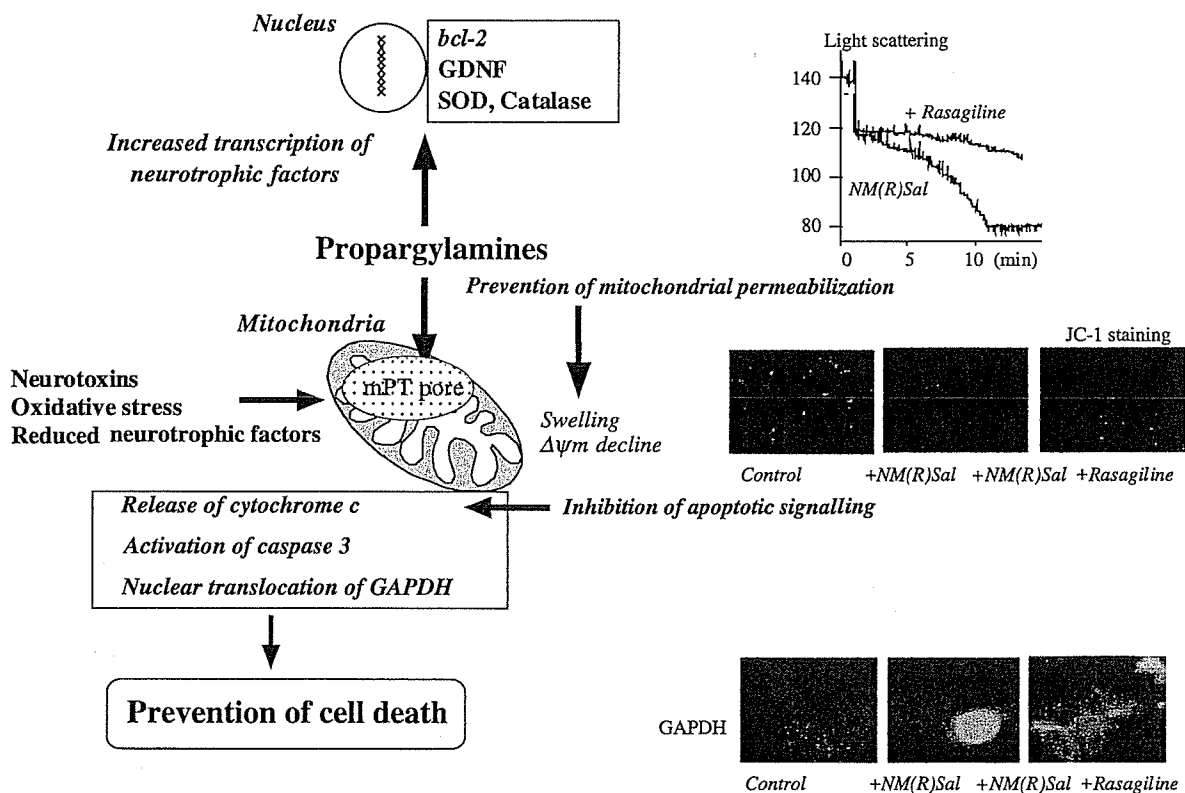 Nucleus
bcl-2
GDNF
SOD, Catalase
Increased transcription of
neurotrophic factors
Propargylamines
Prevention of mitochondrial permeabilization
Mitochondria
mPT pore
Neurotoxins
Oxidative stress
Reduced neurotrophic factors
Swelling
Δψm decline
Release of cytochrome c
Activation of caspase 3
Nuclear translocation of GAPDH
Inhibition of apoptotic signalling
Prevention of cell death
Light scattering
140
120
100
80
+ Rasagiline
NM(R)Sal
0 5 10 (min)
JC-1 staining
Control +NM(R)Sal +NM(R)Sal +Rasagiline
GAPDH
Control +NM(R)Sal +NM(R)Sal +Rasagiline